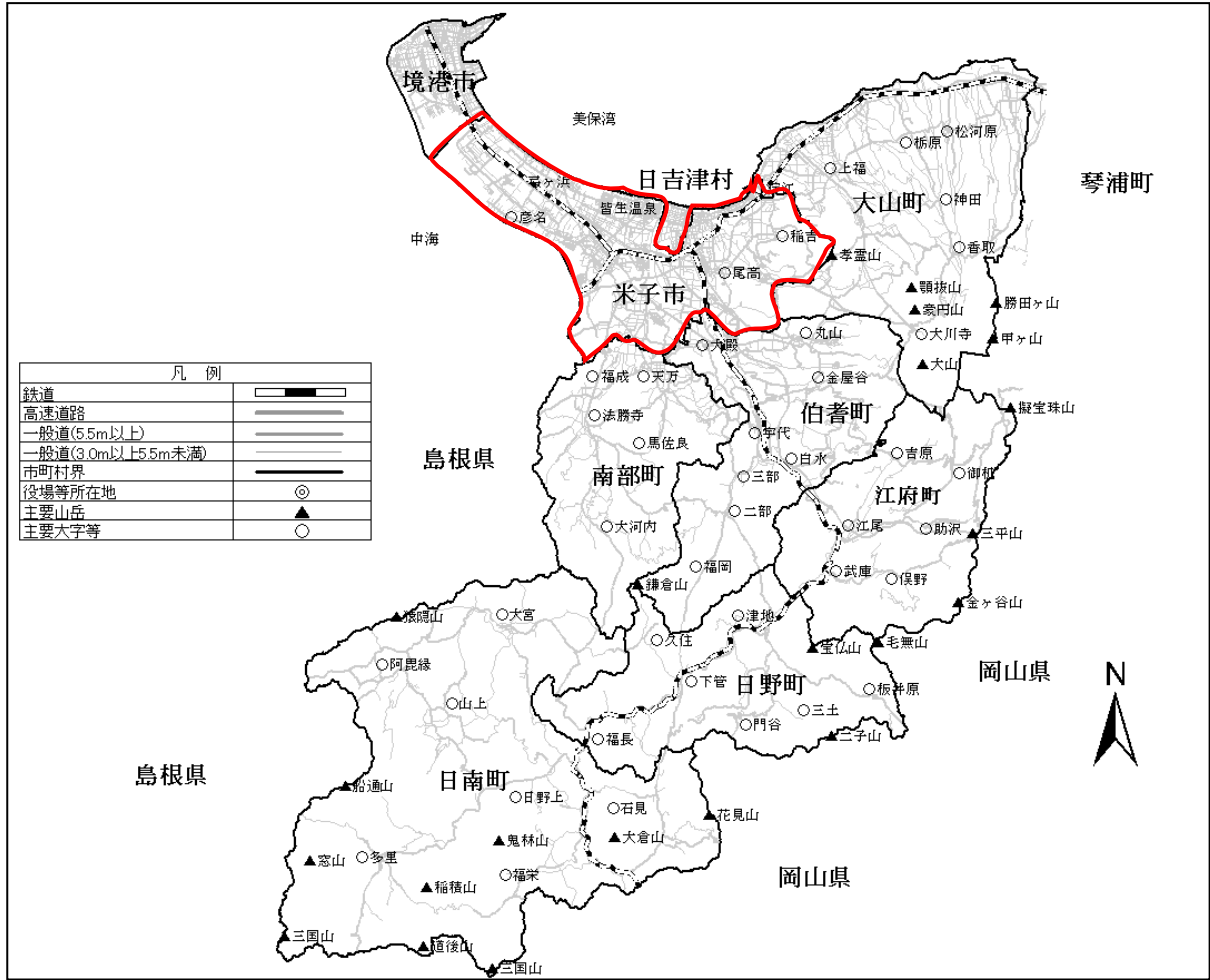 境港市
美保湾
松河原
栃原
上福
日吉津村
琴浦町
大山町
神田
皆生温泉
彦名
稲吉
中海
香取
孝霊山
尾高
米子市
顎抜山
勝田ヶ山
豪円山
丸山
大川寺
甲ヶ山
大殿
大山
凡 例
鉄道
高速道路
一般道(5.5m以上)
一般道(3.0m以上5.5m未満)
市町村界
役場等所在地
主要山岳
主要大字等
福成
天万
金屋谷
擬宝珠山
法勝寺
伯耆町
宇代
馬佐良
島根県
吉原
白水
南部町
三部
御机
江府町
二部
大河内
江尾
助沢
三平山
福岡
武庫
俣野
鎌倉山
金ヶ谷山
猿隠山
大宮
津地
久住
宝仏山
毛無山
岡山県
N
阿毘縁
下菅
日野町
板井原
山上
三土
門谷
福長
三子山
島根県
日南町
船通山
日野上
石見
花見山
鬼林山
大倉山
窓山
多里
福栄
岡山県
稲積山
三国山
道後山
三国山